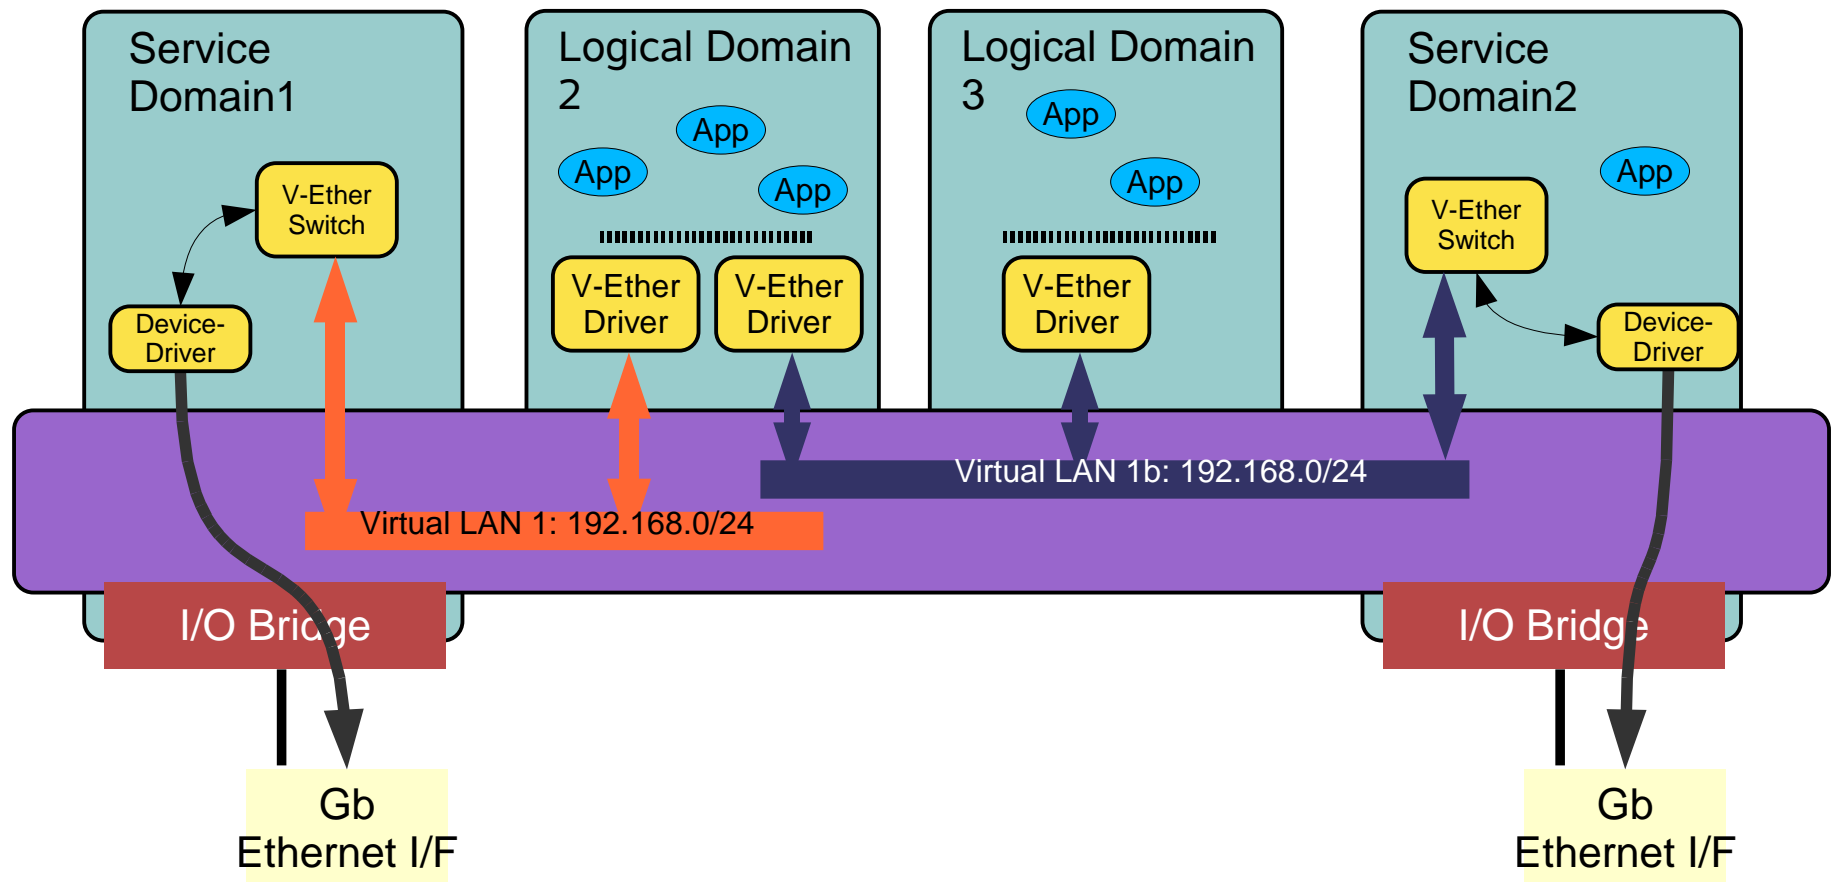 Service
Domain1
V-Ether
Switch
Device-
Driver
Logical Domain
2
App
App
App
V-Ether
Driver
V-Ether
Driver
Logical Domain
3
App
App
V-Ether
Driver
Service
Domain2
App
V-Ether
Switch
Device-
Driver
Virtual LAN 1b: 192.168.0/24
Virtual LAN 1: 192.168.0/24
I/O Bridge
I/O Bridge
Gb
Ethernet I/F
Gb
Ethernet I/F